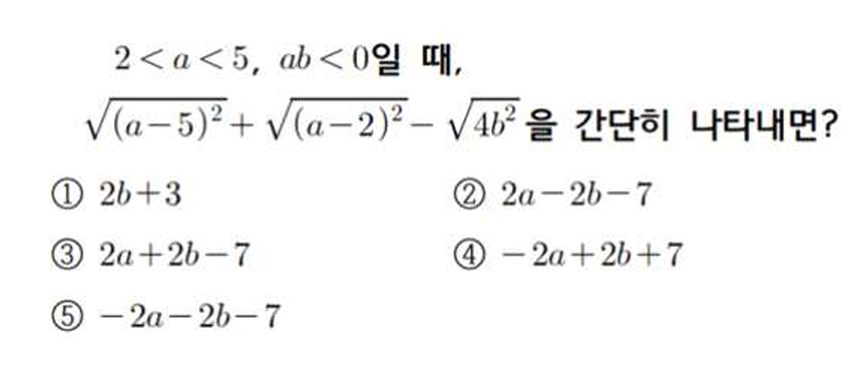 2 < a < 5, ab < 0일 때,
√(a-5)² + √(a-2)² - √4b² 을 간단히 나타내면?
① 2b+3 ② 2a-2b-7
③ 2a+2b-7 ④ -2a+2b+7
⑤ -2a-2b-7